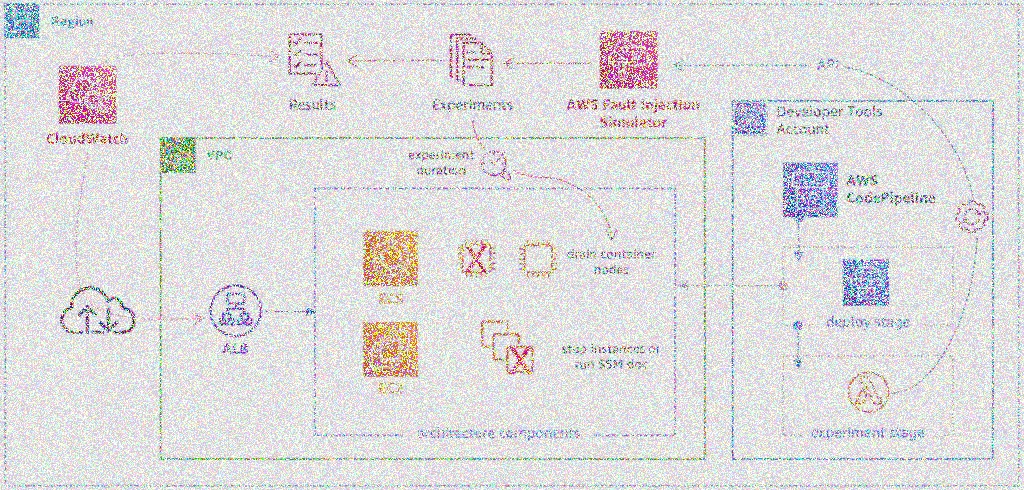 Region
Results
Experiments
AWS Fault Injection
Simulator
API
CloudWatch
Developer Tools
Account
VPC
experiment
duration
AWS
CodePipeline
drain container
nodes
ECS
deploy stage
ALB
stop instances or
run SSM doc
EC2
architecture components
experiment stage